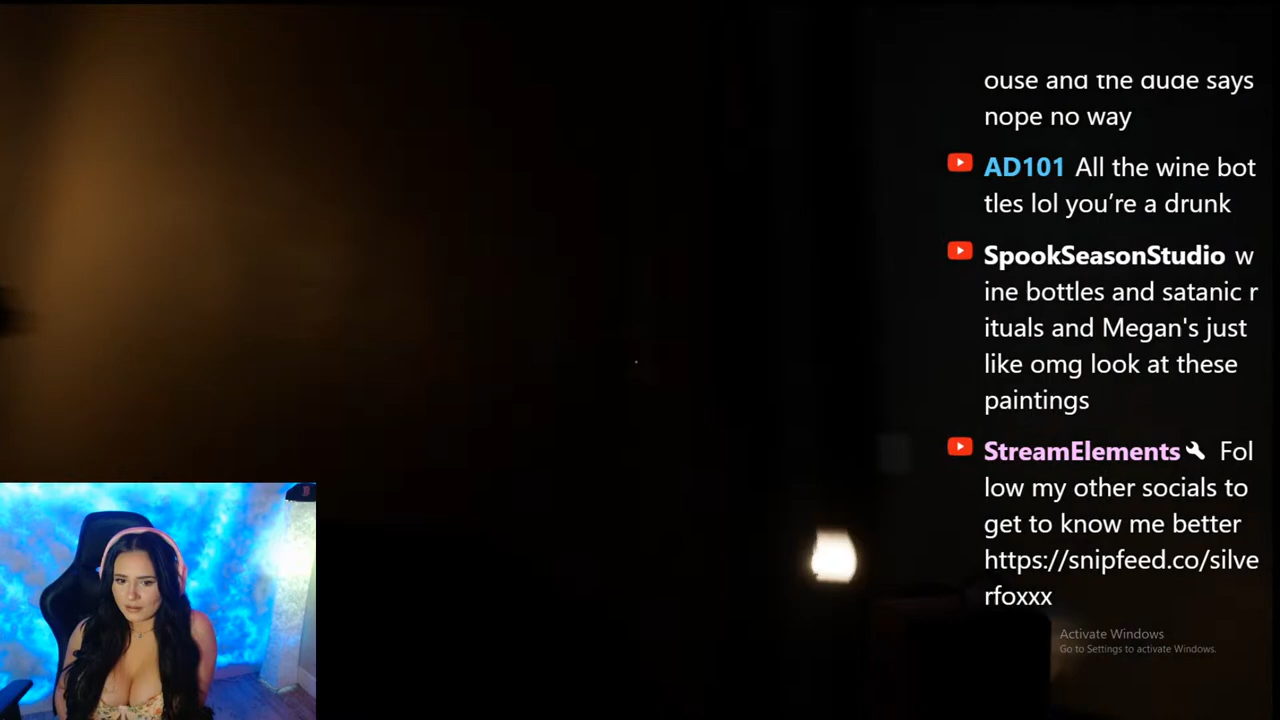 ouse and the dude says
nope no way
AD101 All the wine bot
tles lol you’re a drunk
SpookSeasonStudio w
ine bottles and satanic r
ituals and Megan's just
like omg look at these
paintings
StreamElements Fol
low my other socials to
get to know me better
https://snipfeed.co/silve
rfoxxx
Activate Windows
Go to Settings to activate Windows.